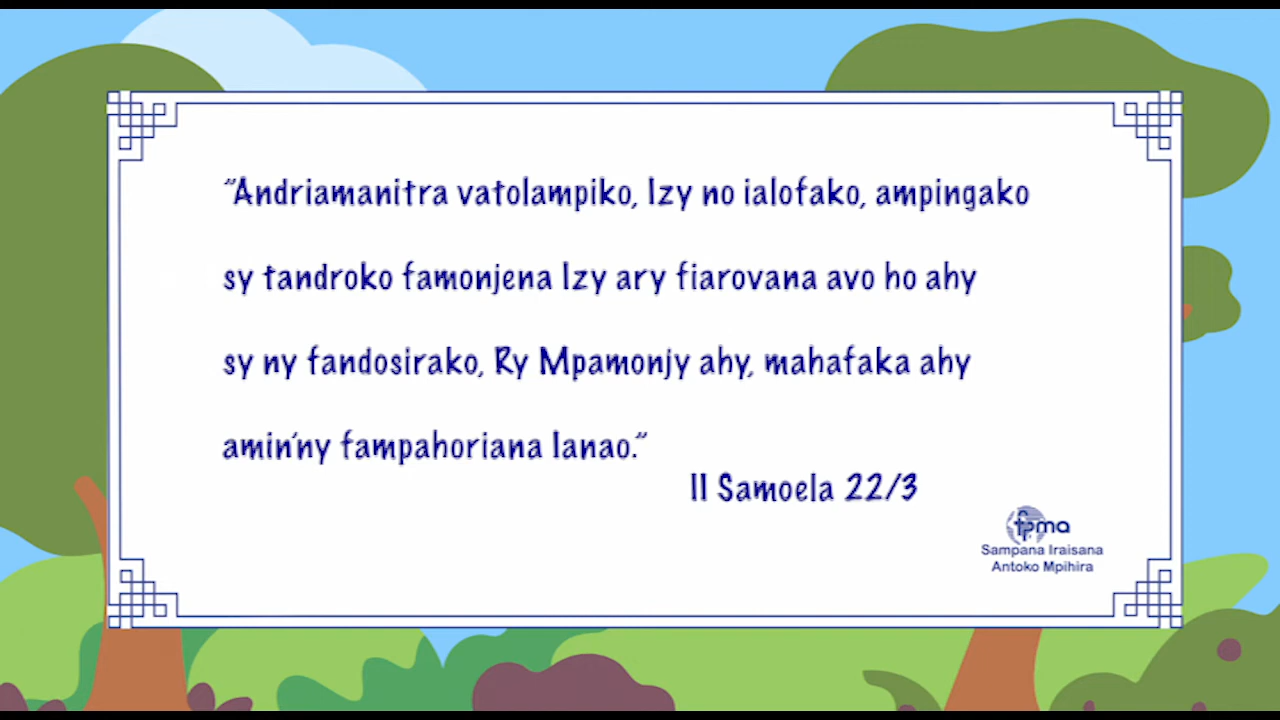 “Andriamanitra vatolampiko, Izy no ialofako, ampingako
sy tandroko famonjena Izy ary fiarovana avo ho ahy
sy ny fandosirako, Ry Mpamonjy ahy, mahafaka ahy
amin’ny fampahoriana Ianao.”
II Samoela 22/3
fpma
Sampana Iraisana
Antoko Mpihira